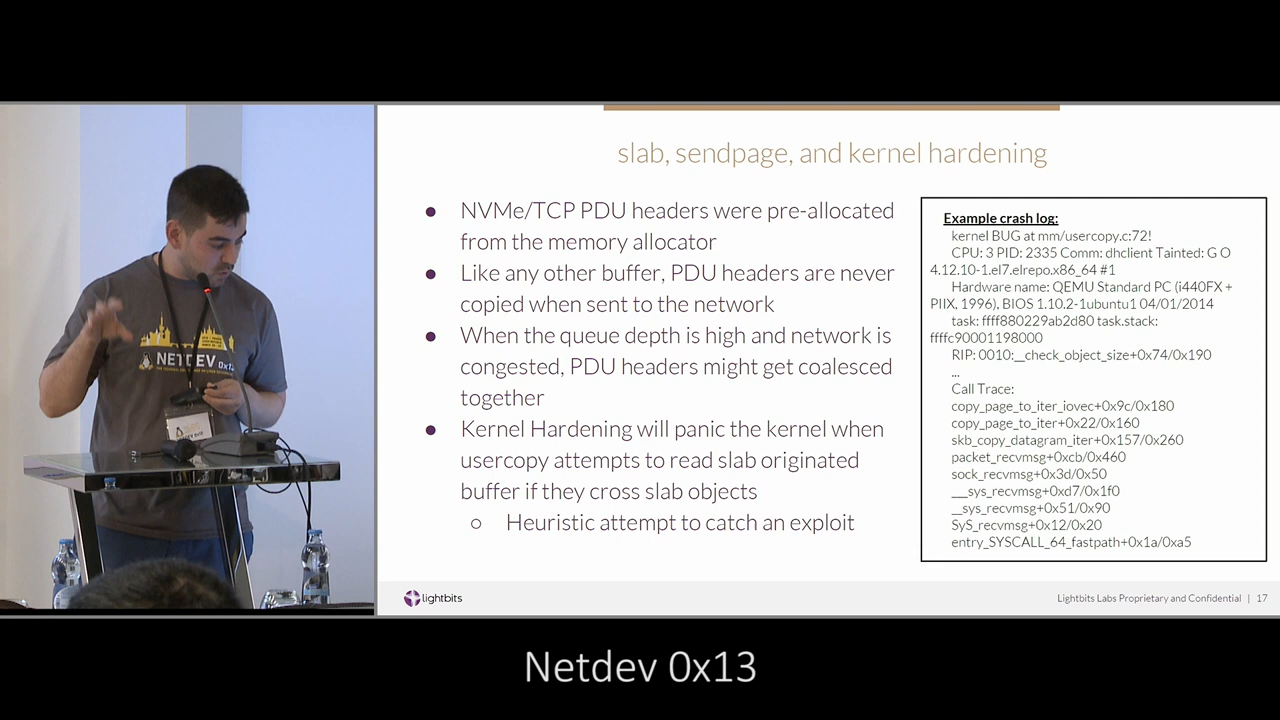 slab, sendpage, and kernel hardening
● NVMe/TCP PDU headers were pre-allocated
from the memory allocator
● Like any other buffer, PDU headers are never
copied when sent to the network
● When the queue depth is high and network is
congested, PDU headers might get coalesced
together
● Kernel Hardening will panic the kernel when
usercopy attempts to read slab originated
buffer if they cross slab objects
○ Heuristic attempt to catch an exploit
Example crash log:
kernel BUG at mm/usercopy.c:72!
CPU: 3 PID: 2335 Comm: dhclient Tainted: G O
4.12.10-1.el7.elrepo.x86_64 #1
Hardware name: QEMU Standard PC (i440FX +
PIIX, 1996), BIOS 1.10.2-1ubuntu1 04/01/2014
task: ffff880229ab2d80 task.stack:
ffffc90001198000
RIP: 0010:__check_object_size+0x74/0x190
...
Call Trace:
copy_page_to_iter_iovec+0x9c/0x180
copy_page_to_iter+0x22/0x160
skb_copy_datagram_iter+0x157/0x260
packet_recvmsg+0xcb/0x460
sock_recvmsg+0x3d/0x50
___sys_recvmsg+0xd7/0x1f0
__sys_recvmsg+0x51/0x90
SyS_recvmsg+0x12/0x20
entry_SYSCALL_64_fastpath+0x1a/0xa5
NETDEV 0x13
lightbits
Lightbits Labs Proprietary and Confidential | 17
Netdev 0x13